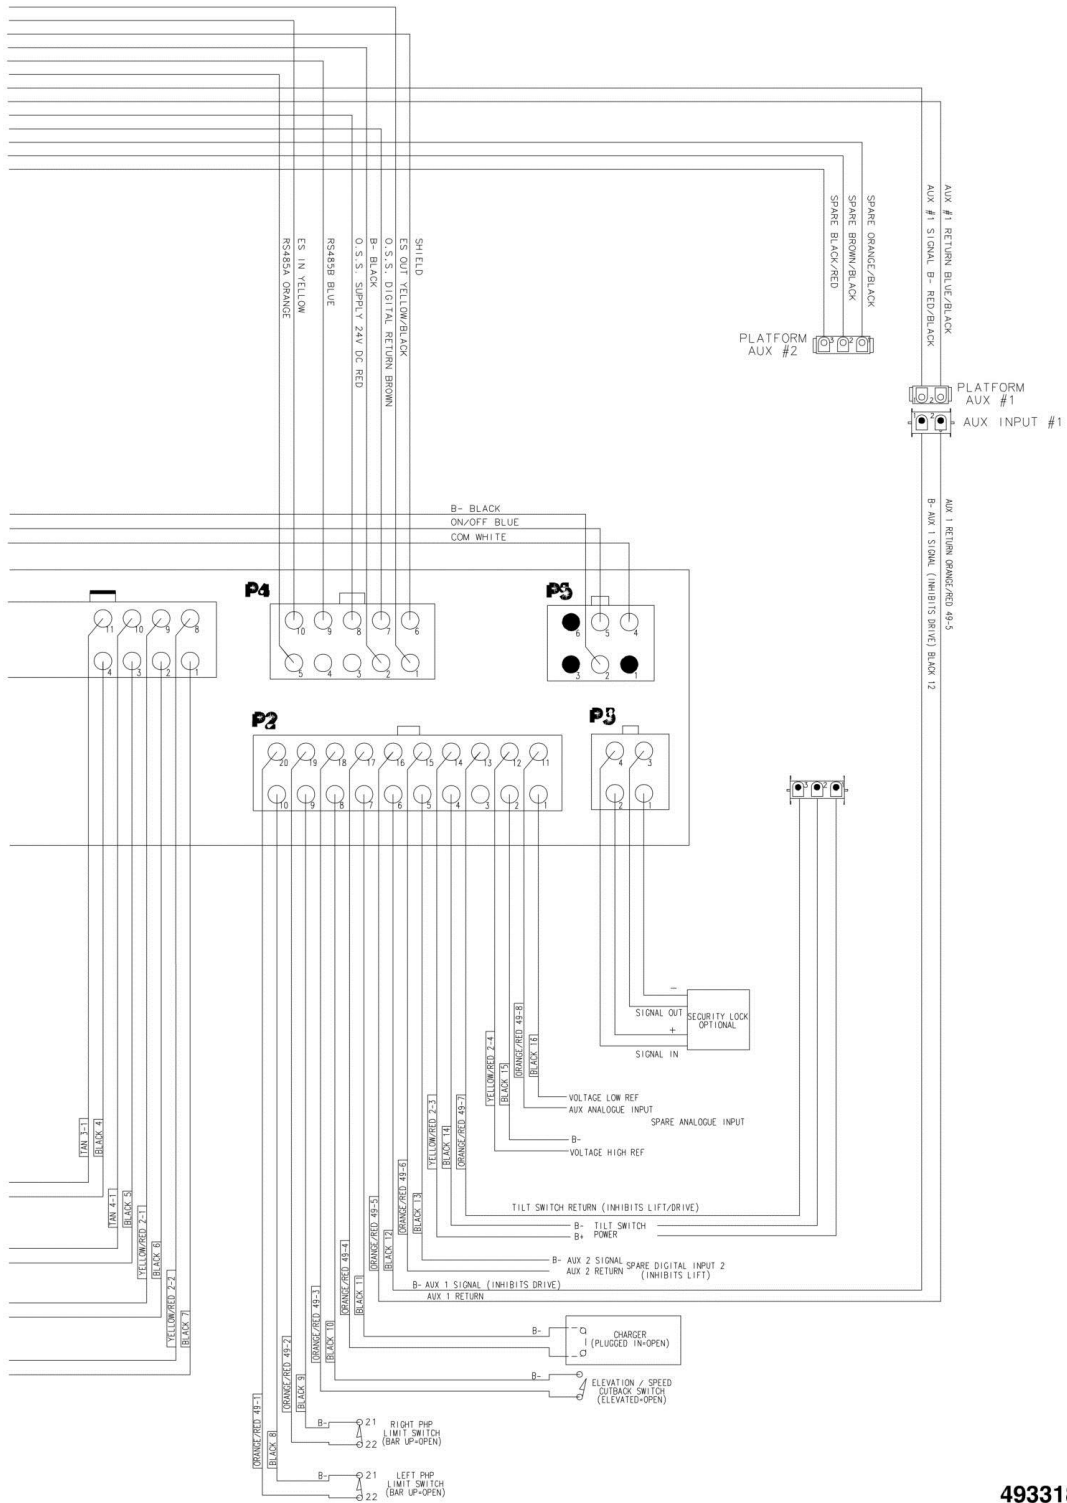 SHIELD
ES OUT YELLOW/BLACK
O.S.S. DIGITAL RETURN BROWN
B- BLACK
O.S.S. SUPPLY 24V DC RED
RS485B BLUE
ES IN YELLOW
RS485A ORANGE
SPARE ORANGE/BLACK
SPARE BROWN/BLACK
SPARE BLACK/RED
AUX #1 RETURN BLUE/BLACK
AUX #1 SIGNAL B- RED/BLACK
PLATFORM
AUX #2
3 2
PLATFORM
AUX #1
1 2
AUX INPUT #1
1 2
AUX 1 RETURN ORANGE/RED 49-5
B- AUX 1 SIGNAL (INHIBITS DRIVE) BLACK 12
B- BLACK
ON/OFF BLUE
COM WHITE
11 10 9 8
4 3 2 1
P4
10 9 8 7 6
5 4 3 2 1
6 5 4
3 2 1
P2
20 19 18 17 16 15 14 13 12 11
10 9 8 7 6 5 4 3 2 1
4 3
2 1
3 2 1
-
SIGNAL OUT
SECURITY LOCK
OPTIONAL
+
SIGNAL IN
TAN 3-1
BLACK 4
TAN 4-1
BLACK 5
YELLOW/RED 2-1
BLACK 6
YELLOW/RED 2-2
BLACK 7
ORANGE/RED 49-1
BLACK 8
ORANGE/RED 49-2
BLACK 9
ORANGE/RED 49-3
BLACK 10
ORANGE/RED 49-4
BLACK 11
ORANGE/RED 49-5
BLACK 12
ORANGE/RED 49-6
BLACK 13
YELLOW/RED 2-3
BLACK 14
ORANGE/RED 49-7
YELLOW/RED 2-4
BLACK 15
ORANGE/RED 49-8
BLACK 16
VOLTAGE LOW REF
AUX ANALOGUE INPUT
SPARE ANALOGUE INPUT
B-
VOLTAGE HIGH REF
TILT SWITCH RETURN (INHIBITS LIFT/DRIVE)
B- TILT SWITCH
B+ POWER
B- AUX 2 SIGNAL
AUX 2 RETURN
SPARE DIGITAL INPUT 2
(INHIBITS LIFT)
B- AUX 1 SIGNAL (INHIBITS DRIVE)
AUX 1 RETURN
B-
CHARGER
(PLUGGED IN=OPEN)
B-
ELEVATION / SPEED
CUTBACK SWITCH
(ELEVATED=OPEN)
B- 21
22
RIGHT PHP
LIMIT SWITCH
(BAR UP=OPEN)
B- 21
22
LEFT PHP
LIMIT SWITCH
(BAR UP=OPEN)